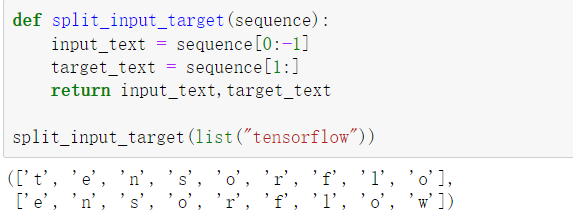 def split_input_target(sequence):
    input_text = sequence[0:-1]
    target_text = sequence[1:]
    return input_text,target_text
split_input_target(list("tensorflow"))
(['t', 'e', 'n', 's', 'o', 'r', 'f', 'l', 'o'],
 ['e', 'n', 's', 'o', 'r', 'f', 'l', 'o', 'w'])